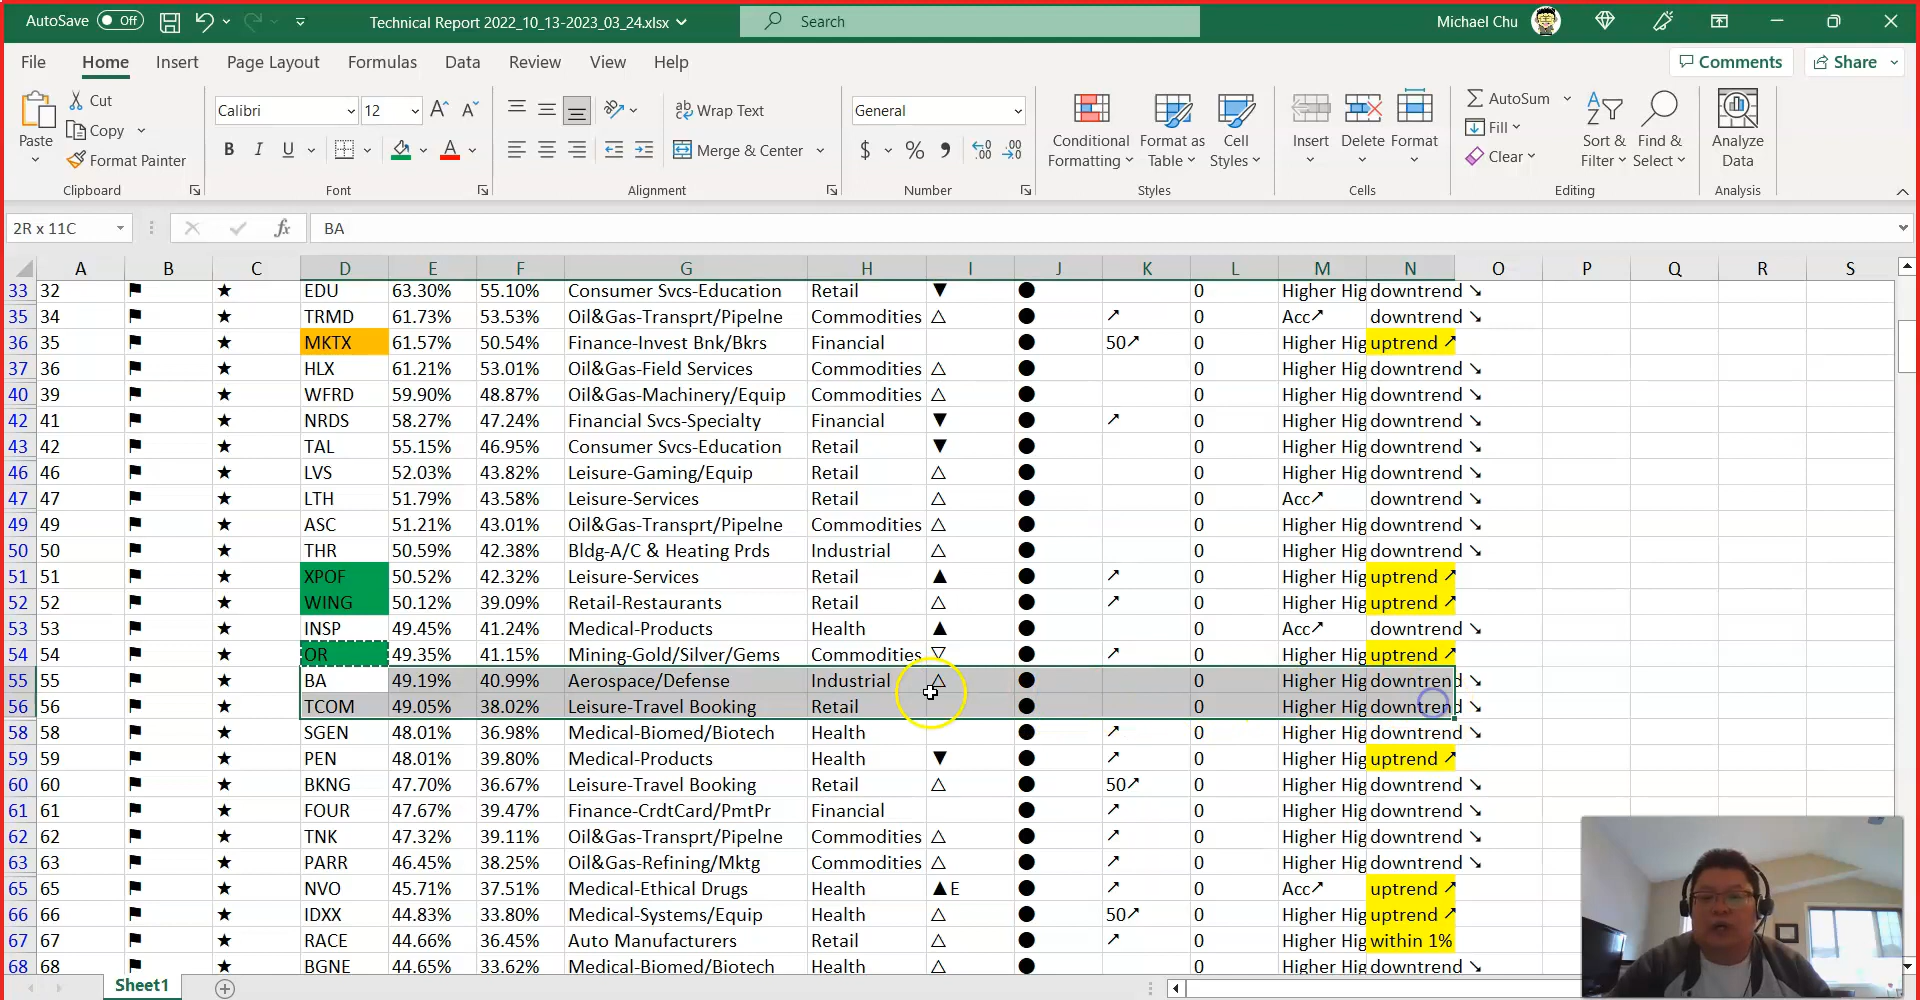 AutoSave Off Technical Report 2022_10_13-2023_03_24.xlsx Search Michael Chu
File Home Insert Page Layout Formulas Data Review View Help Comments Share
Paste Cut Copy Format Painter Clipboard
Calibri 12 A A B I U A Font
ab Wrap Text Merge & Center Alignment
General $ % , Number
Conditional Formatting Format as Table Cell Styles Styles
Insert Delete Format Cells
AutoSum Fill Clear Sort & Filter Find & Select Editing
Analyze Data Analysis
2R x 11C fx BA
A B C D E F G H I J K L M N O P Q R S
33 32 ⚑ ★ EDU 63.30% 55.10% Consumer Svcs-Education Retail ▼ ● 0 Higher Hig downtrend ↘
35 34 ⚑ ★ TRMD 61.73% 53.53% Oil&Gas-Transprt/Pipelne Commodities △ ● ↗ 0 Acc↗ downtrend ↘
36 35 ⚑ ★ MKTX 61.57% 50.54% Finance-Invest Bnk/Bkrs Financial ● 50↗ 0 Higher Hig uptrend ↗
37 36 ⚑ ★ HLX 61.21% 53.01% Oil&Gas-Field Services Commodities △ ● 0 Higher Hig downtrend ↘
40 39 ⚑ ★ WFRD 59.90% 48.87% Oil&Gas-Machinery/Equip Commodities △ ● 0 Higher Hig downtrend ↘
42 41 ⚑ ★ NRDS 58.27% 47.24% Financial Svcs-Specialty Financial ▼ ● ↗ 0 Higher Hig downtrend ↘
43 42 ⚑ ★ TAL 55.15% 46.95% Consumer Svcs-Education Retail ▼ ● 0 Higher Hig downtrend ↘
46 46 ⚑ ★ LVS 52.03% 43.82% Leisure-Gaming/Equip Retail △ ● 0 Higher Hig downtrend ↘
47 47 ⚑ ★ LTH 51.79% 43.58% Leisure-Services Retail △ ● 0 Acc↗ downtrend ↘
49 49 ⚑ ★ ASC 51.21% 43.01% Oil&Gas-Transprt/Pipelne Commodities △ ● 0 Higher Hig downtrend ↘
50 50 ⚑ ★ THR 50.59% 42.38% Bldg-A/C & Heating Prds Industrial △ ● 0 Higher Hig downtrend ↘
51 51 ⚑ ★ XPOF 50.52% 42.32% Leisure-Services Retail ▲ ● ↗ 0 Higher Hig uptrend ↗
52 52 ⚑ ★ WING 50.12% 39.09% Retail-Restaurants Retail △ ● ↗ 0 Higher Hig uptrend ↗
53 53 ⚑ ★ INSP 49.45% 41.24% Medical-Products Health ▲ ● 0 Acc↗ downtrend ↘
54 54 ⚑ ★ OR 49.35% 41.15% Mining-Gold/Silver/Gems Commodities ▽ ● ↗ 0 Higher Hig uptrend ↗
55 55 ⚑ ★ BA 49.19% 40.99% Aerospace/Defense Industrial △ ● 0 Higher Hig downtrend ↘
56 56 ⚑ ★ TCOM 49.05% 38.02% Leisure-Travel Booking Retail ● 0 Higher Hig downtrend ↘
58 58 ⚑ ★ SGEN 48.01% 36.98% Medical-Biomed/Biotech Health ● ↗ 0 Higher Hig downtrend ↘
59 59 ⚑ ★ PEN 48.01% 39.80% Medical-Products Health ▼ ● ↗ 0 Higher Hig uptrend ↗
60 60 ⚑ ★ BKNG 47.70% 36.67% Leisure-Travel Booking Retail △ ● 50↗ 0 Higher Hig downtrend ↘
61 61 ⚑ ★ FOUR 47.67% 39.47% Finance-CrdtCard/PmtPr Financial ● ↗ 0 Higher Hig downtrend ↘
62 62 ⚑ ★ TNK 47.32% 39.11% Oil&Gas-Transprt/Pipelne Commodities △ ● ↗ 0 Higher Hig downtrend ↘
63 63 ⚑ ★ PARR 46.45% 38.25% Oil&Gas-Refining/Mktg Commodities △ ● ↗ 0 Higher Hig downtrend ↘
65 65 ⚑ ★ NVO 45.71% 37.51% Medical-Ethical Drugs Health ▲E ● ↗ 0 Acc↗ uptrend ↗
66 66 ⚑ ★ IDXX 44.83% 33.80% Medical-Systems/Equip Health △ ● 50↗ 0 Higher Hig uptrend ↗
67 67 ⚑ ★ RACE 44.66% 36.45% Auto Manufacturers Retail △ ● ↗ 0 Higher Hig within 1%
68 68 ⚑ ★ BGNE 44.65% 33.62% Medical-Biomed/Biotech Health △ ● 0 Higher Hig downtrend ↘
Sheet1